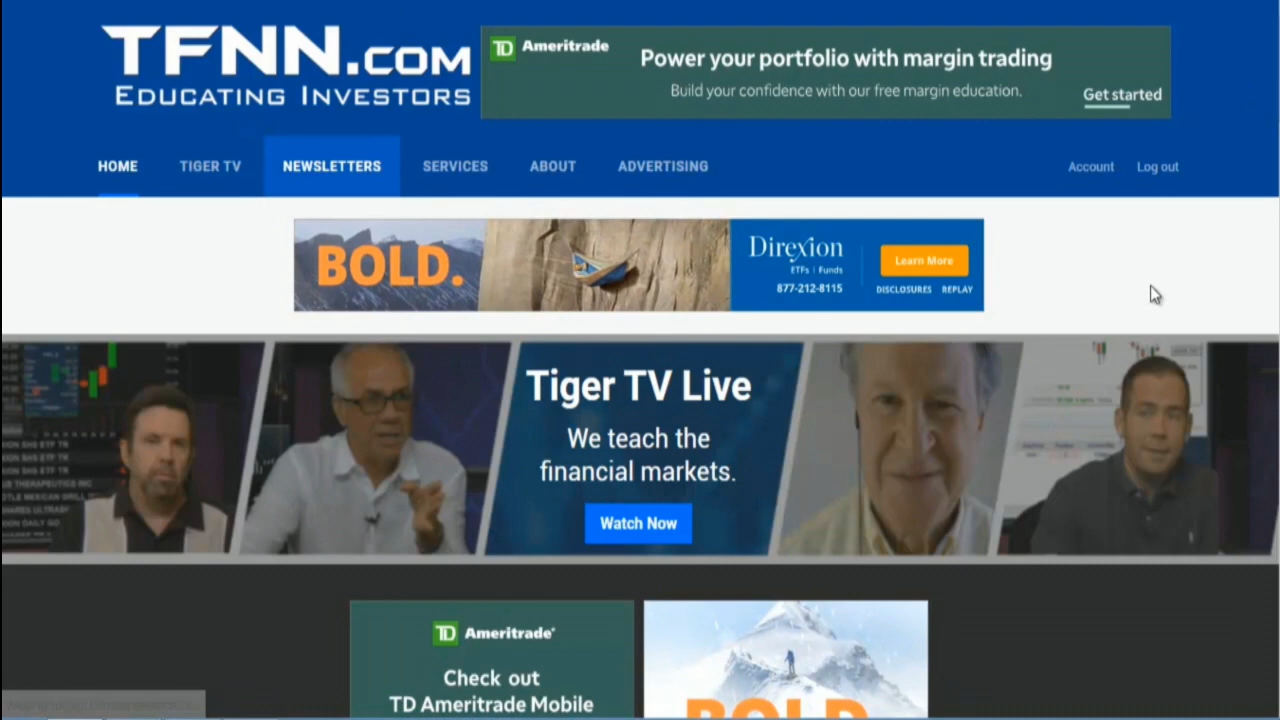 TFNN.COM
EDUCATING INVESTORS
TD Ameritrade
Power your portfolio with margin trading
Build your confidence with our free margin education.
Get started
HOME TIGER TV NEWSLETTERS SERVICES ABOUT ADVERTISING Account Log out
BOLD.
Direxion
ETFs | Funds
877-212-8115
Learn More
DISCLOSURES REPLAY
Tiger TV Live
We teach the
financial markets.
Watch Now
TD Ameritrade
Check out
TD Ameritrade Mobile
BOLD